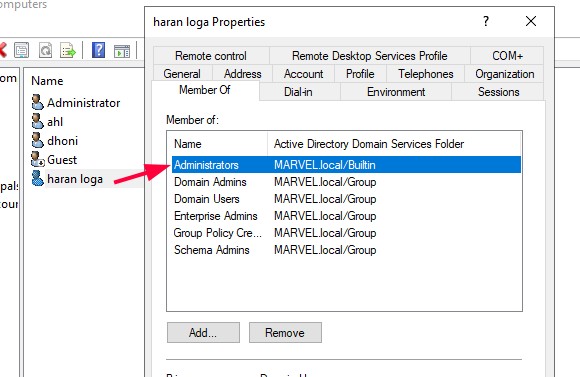 omputers
haran loga Properties
?
Remote control Remote Desktop Services Profile COM+
General Address Account Profile Telephones Organization
Member Of Dial-in Environment Sessions
om
Name
Administrator
ahl
dhoni
Guest
haran loga
pals
tour
Member of:
Name Active Directory Domain Services Folder
Administrators MARVEL.local/Builtin
Domain Admins MARVEL.local/Group
Domain Users MARVEL.local/Group
Enterprise Admins MARVEL.local/Group
Group Policy Cre... MARVEL.local/Group
Schema Admins MARVEL.local/Group
Add... Remove